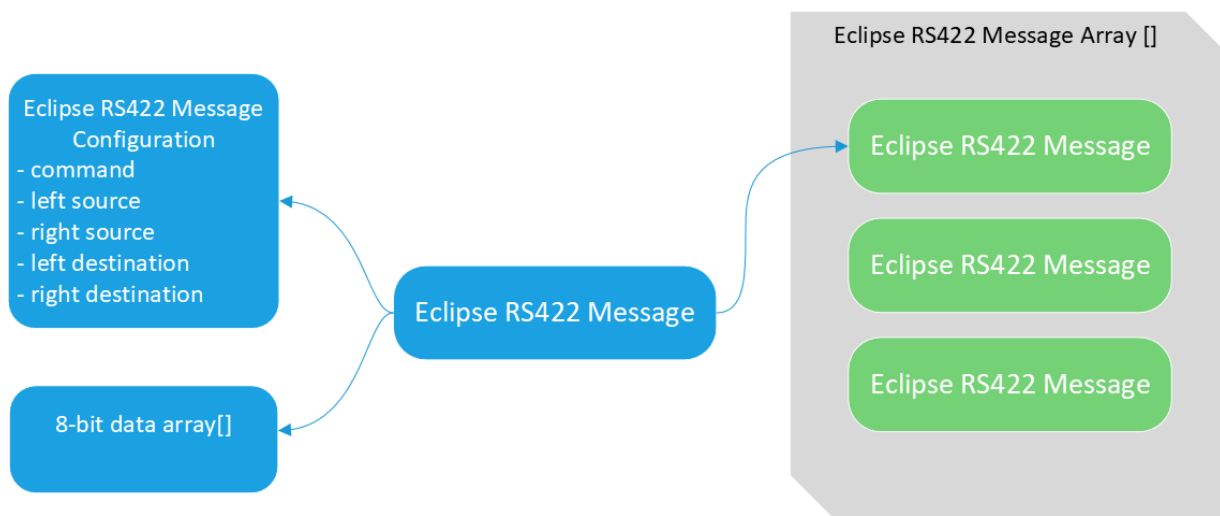 Eclipse RS422 Message Array []
Eclipse RS422 Message
Configuration
- command
- left source
- right source
- left destination
- right destination
Eclipse RS422 Message
8-bit data array[]
Eclipse RS422 Message
Eclipse RS422 Message
Eclipse RS422 Message